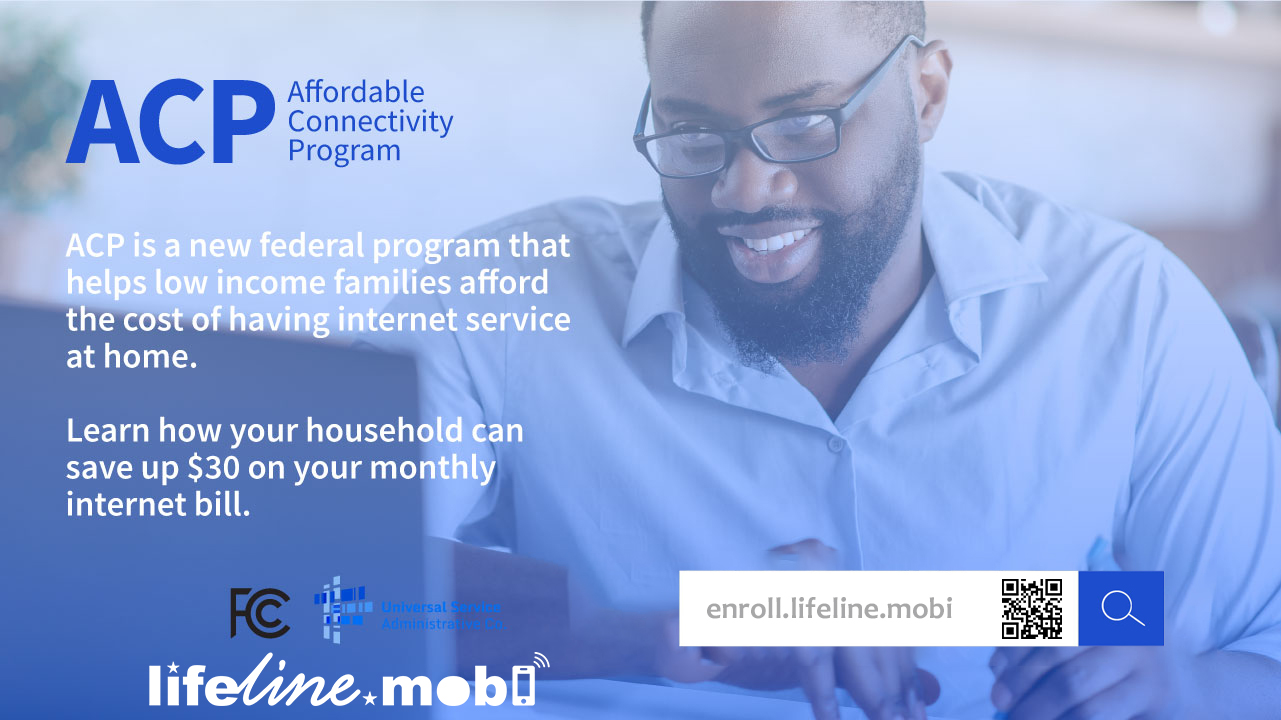 ACP
Affordable
Connectivity
Program
ACP is a new federal program that
helps low income families afford
the cost of having internet service
at home.
Learn how your household can
save up $30 on your monthly
internet bill.
FCC
Universal Service
Administrative Co.
enroll.lifeline.mobi
lifeline.mobi